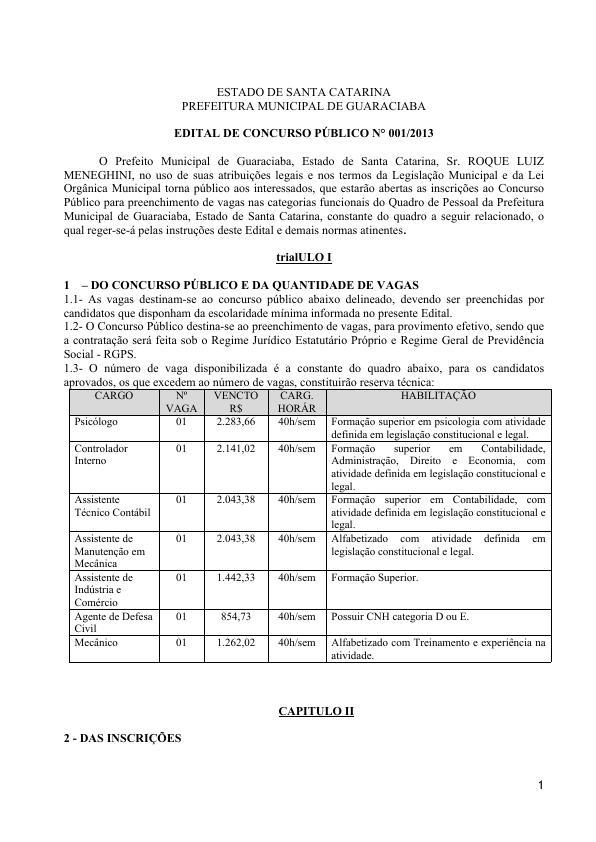 ESTADO DE SANTA CATARINA
PREFEITURA MUNICIPAL DE GUARACIABA
EDITAL DE CONCURSO PÚBLICO N° 001/2013
O Prefeito Municipal de Guaraciaba, Estado de Santa Catarina, Sr. ROQUE LUIZ
MENEGHINI, no uso de suas atribuições legais e nos termos da Legislação Municipal e da Lei
Orgânica Municipal torna público aos interessados, que estarão abertas as inscrições ao Concurso
Público para preenchimento de vagas nas categorias funcionais do Quadro de Pessoal da Prefeitura
Municipal de Guaraciaba, Estado de Santa Catarina, constante do quadro a seguir relacionado, o
qual reger-se-á pelas instruções deste Edital e demais normas atinentes.
trialULO I
1 – DO CONCURSO PÚBLICO E DA QUANTIDADE DE VAGAS
1.1- As vagas destinam-se ao concurso público abaixo delineado, devendo ser preenchidas por
candidatos que disponham da escolaridade mínima informada no presente Edital.
1.2- O Concurso Público destina-se ao preenchimento de vagas, para provimento efetivo, sendo que
a contratação será feita sob o Regime Jurídico Estatutário Próprio e Regime Geral de Previdência
Social - RGPS.
1.3- O número de vaga disponibilizada é a constante do quadro abaixo, para os candidatos
aprovados, os que excedem ao número de vagas, constituirão reserva técnica:
CARGO Nº VENCTO CARG. HABILITAÇÃO
VAGA R$ HORÁR
Psicólogo 01 2.283,66 40h/sem Formação superior em psicologia com atividade
definida em legislação constitucional e legal.
Controlador 01 2.141,02 40h/sem Formação superior em Contabilidade,
Interno Administração, Direito e Economia, com
atividade definida em legislação constitucional e
legal.
Assistente 01 2.043,38 40h/sem Formação superior em Contabilidade, com
Técnico Contábil atividade definida em legislação constitucional e
legal.
Assistente de 01 2.043,38 40h/sem Alfabetizado com atividade definida em
Manutenção em legislação constitucional e legal.
Mecânica
Assistente de 01 1.442,33 40h/sem Formação Superior.
Indústria e
Comércio
Agente de Defesa 01 854,73 40h/sem Possuir CNH categoria D ou E.
Civil
Mecânico 01 1.262,02 40h/sem Alfabetizado com Treinamento e experiência na
atividade.
CAPITULO II
2 - DAS INSCRIÇÕES
1